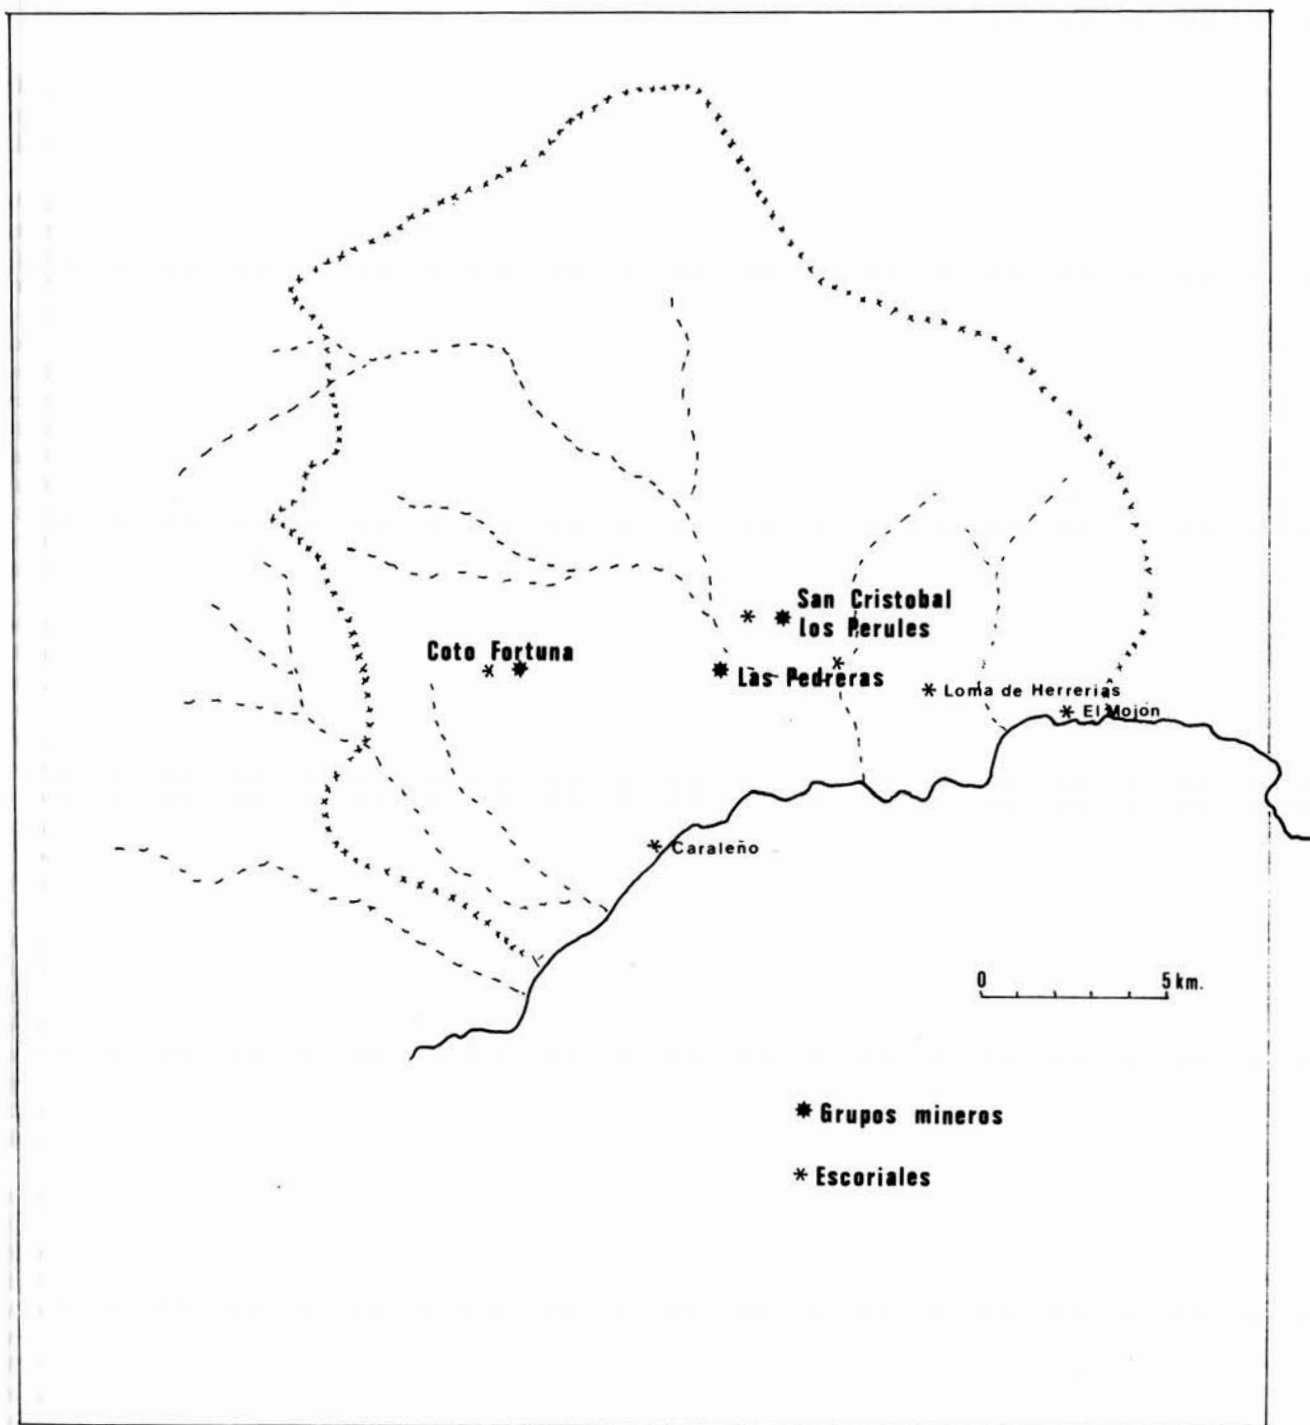 San Cristobal
Los Perules
Coto Fortuna
Las Pedreras
Loma de Herrerias
El Mojón
Caraleño
0 5 km.
Grupos mineros
Escoriales